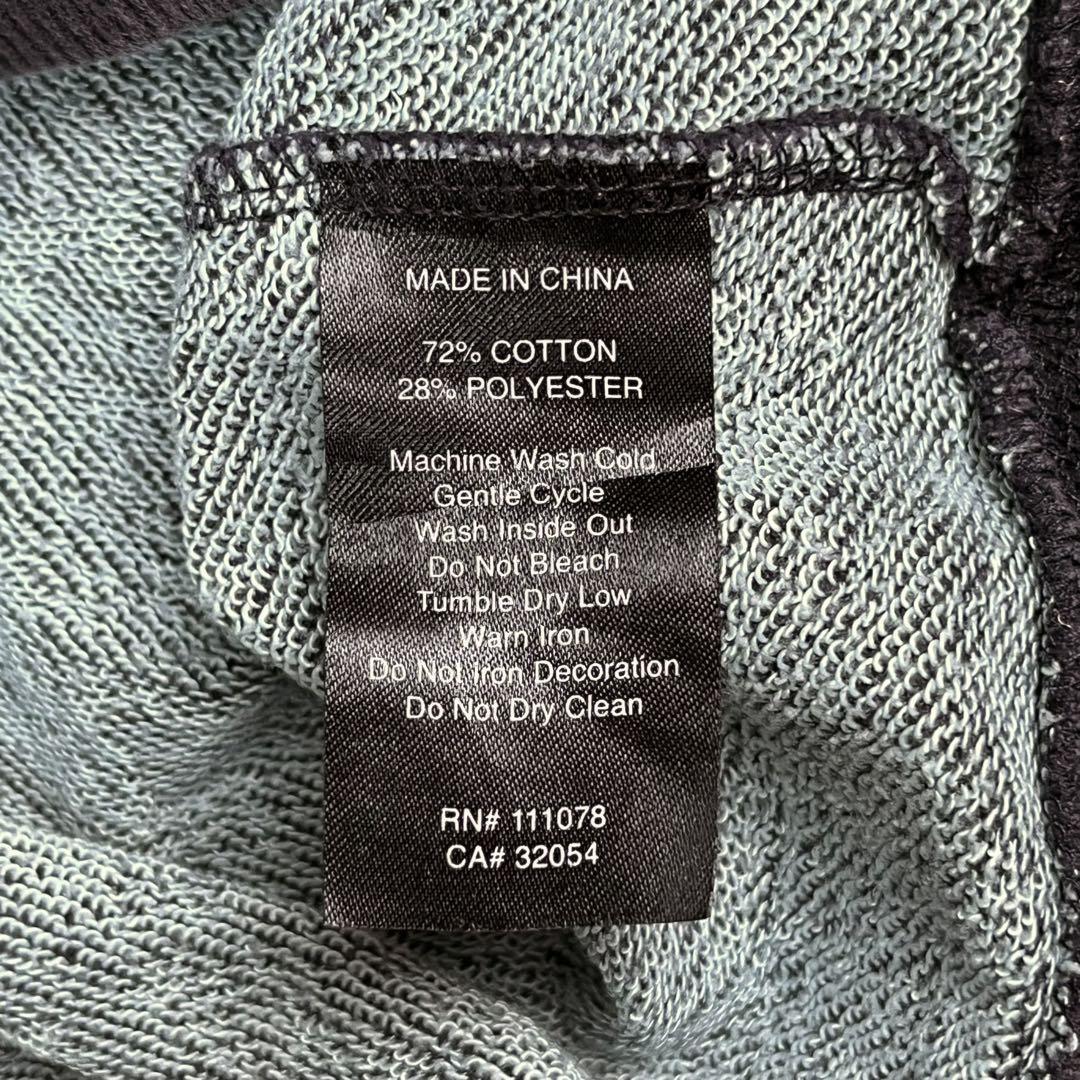 MADE IN CHINA
72% COTTON
28% POLYESTER
Machine Wash Cold
Gentle Cycle
Wash Inside Out
Do Not Bleach
Tumble Dry Low
Warn Iron
Do Not Iron Decoration
Do Not Dry Clean
RN# 111078
CA# 32054